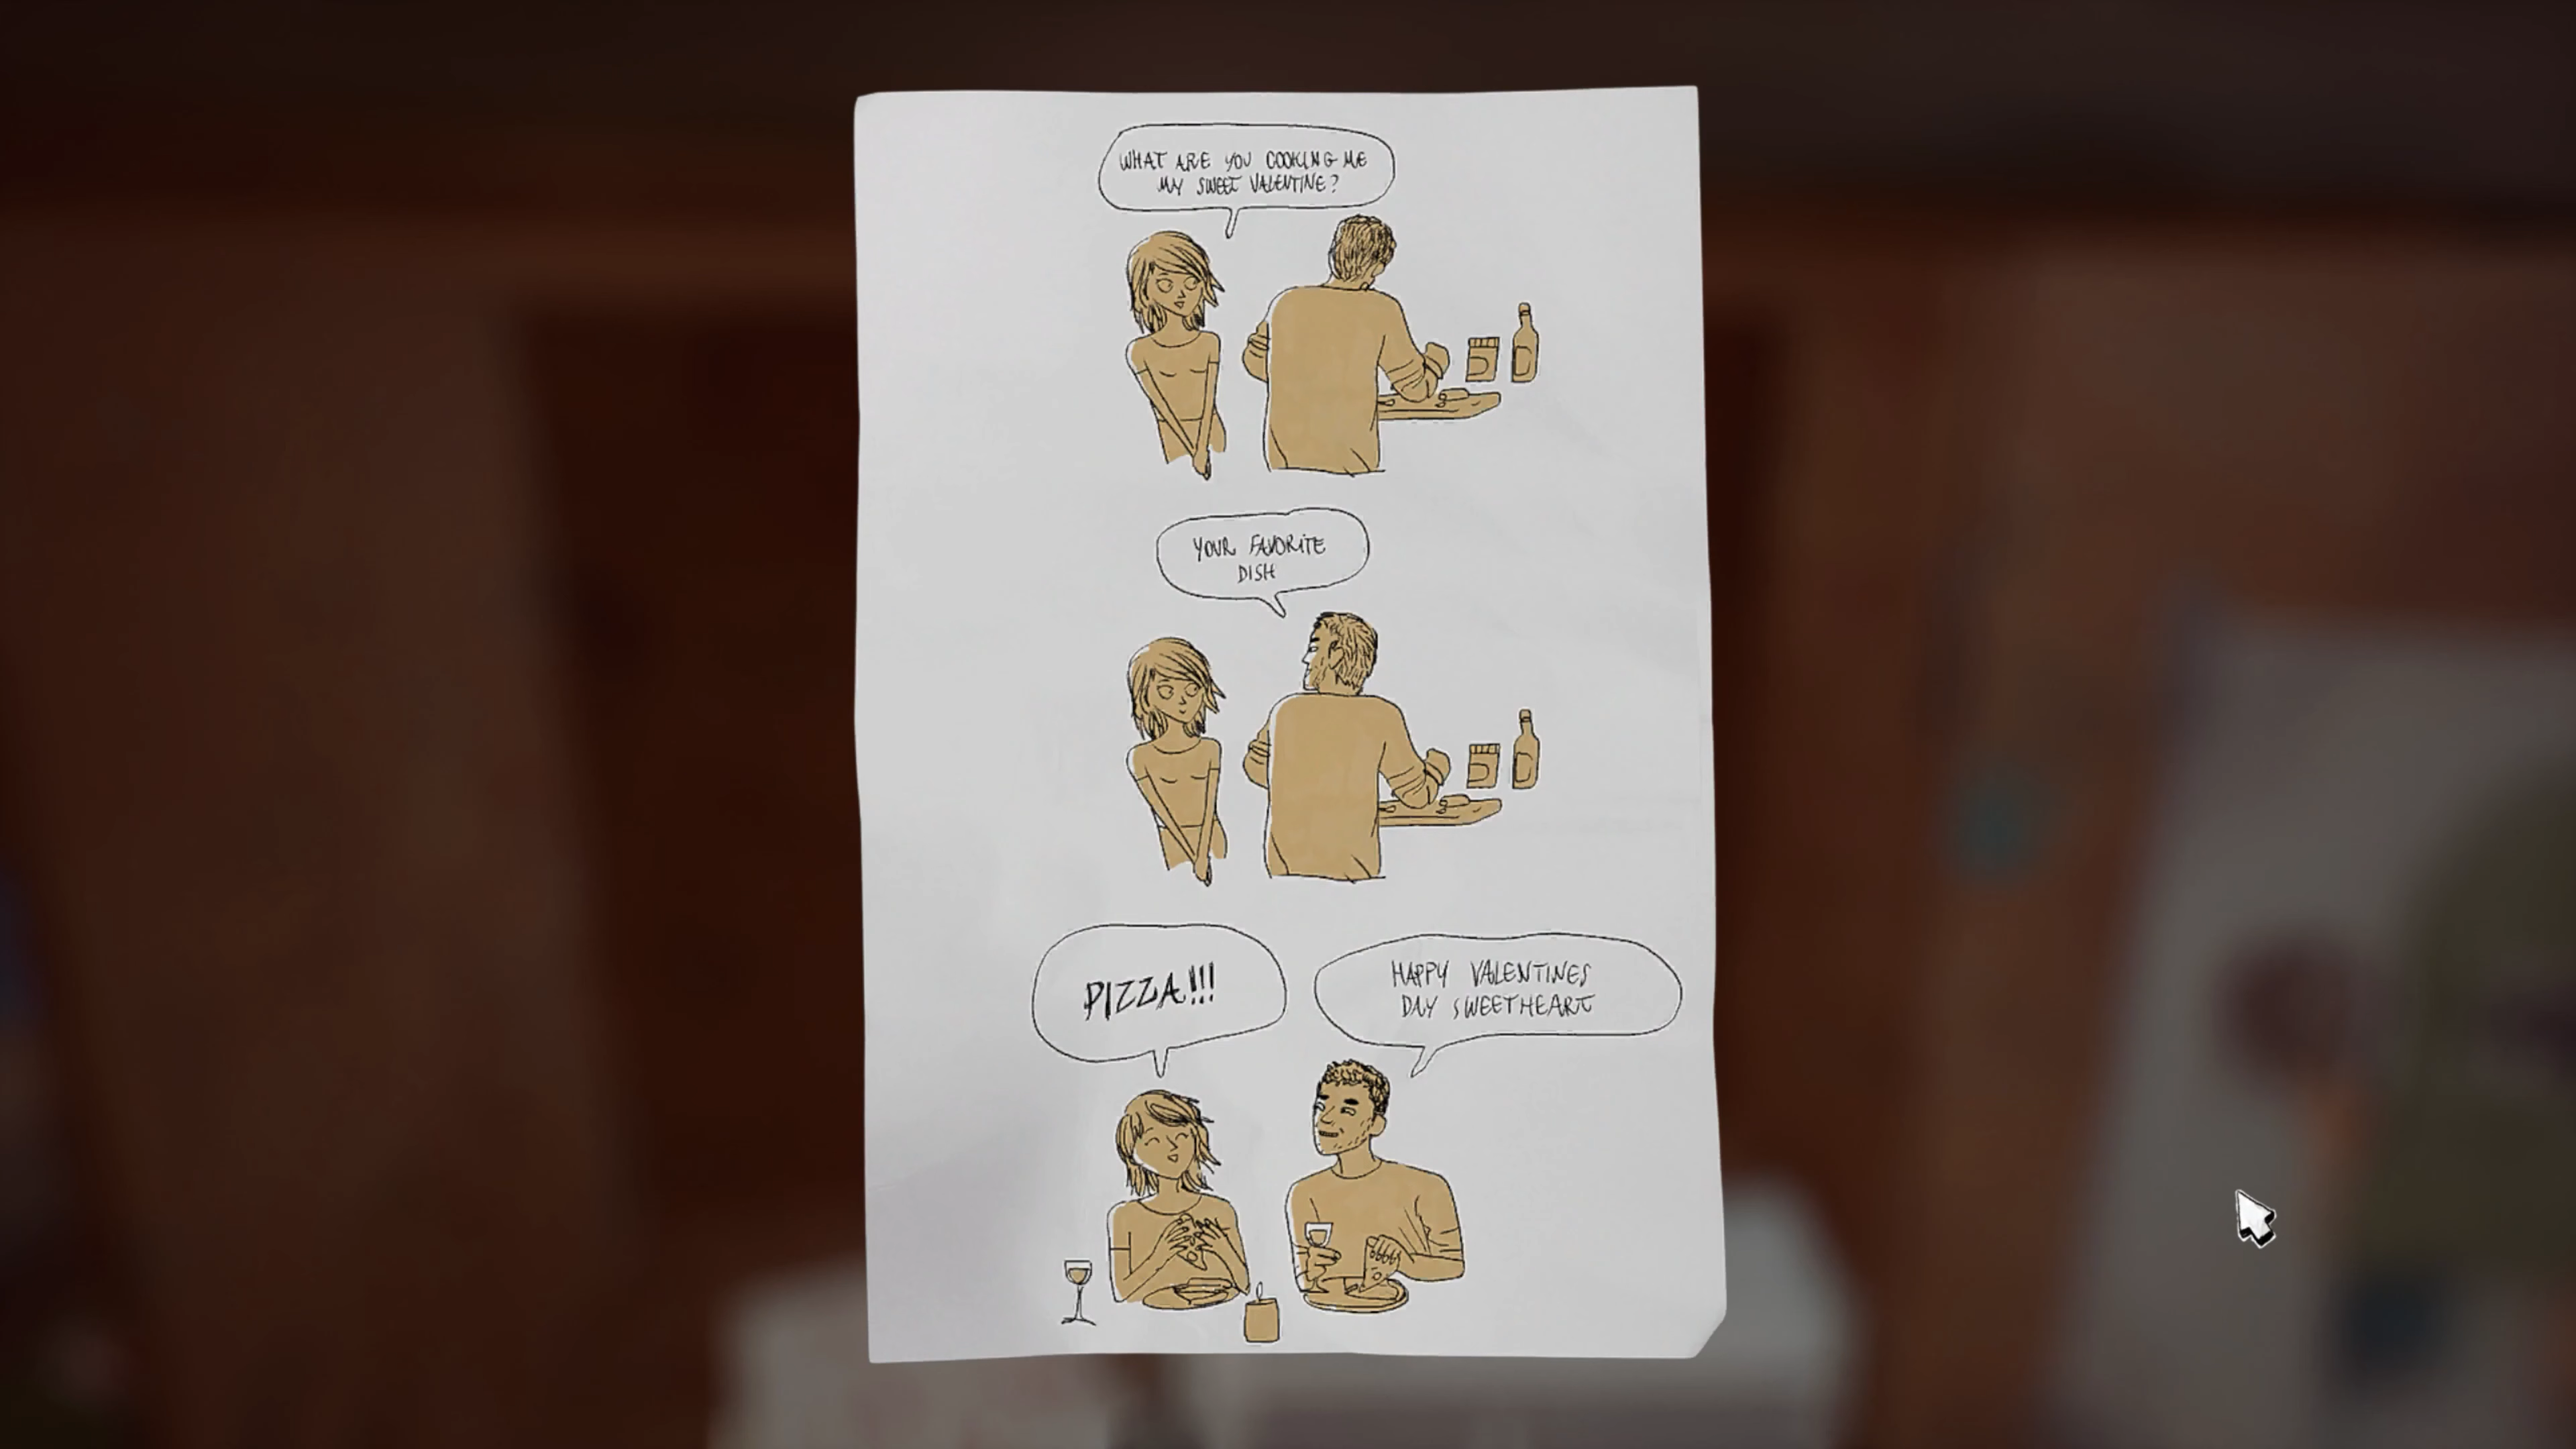 WHAT ARE YOU COOKING ME
MY SWEET VALENTINE?
YOUR FAVORITE
DISH
PIZZA!!!
HAPPY VALENTINES
DAY SWEETHEART